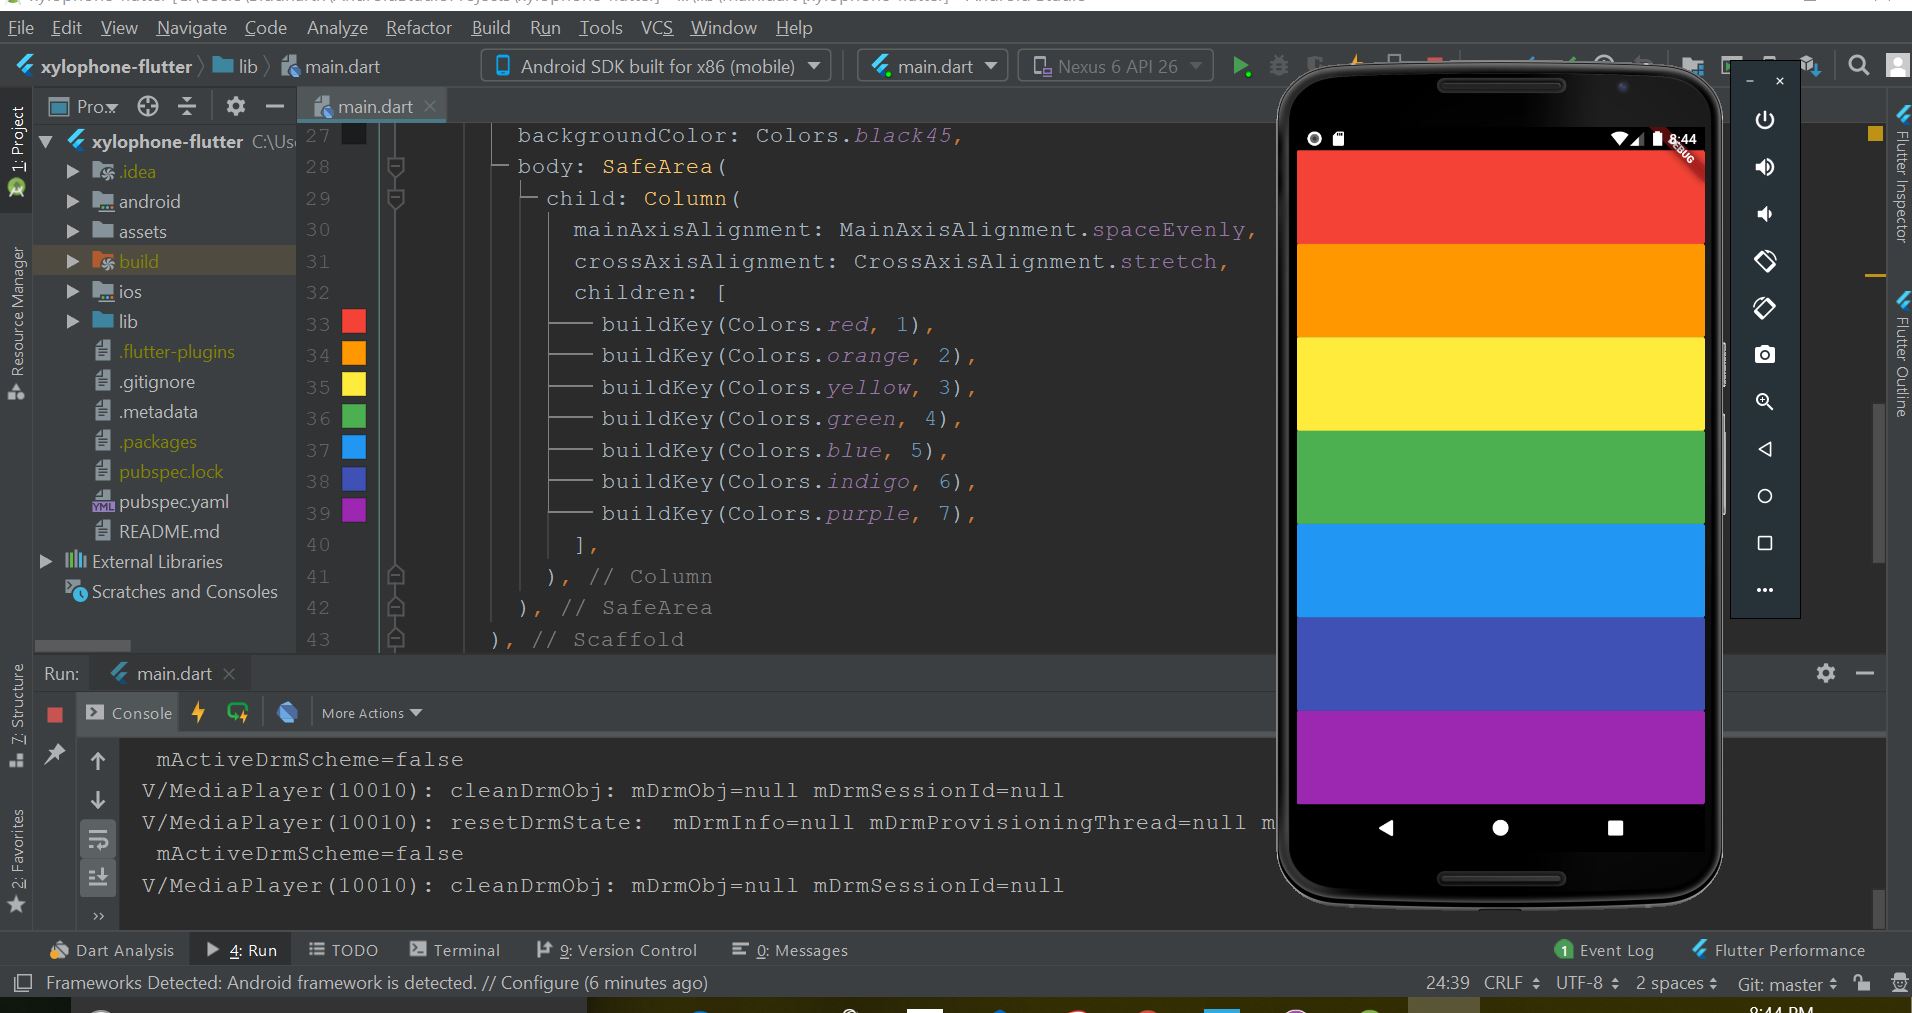 File Edit View Navigate Code Analyze Refactor Build Run Tools VCS Window Help
xylophone-flutter lib main.dart Android SDK built for x86 (mobile) main.dart Nexus 6 API 26
1: Project
Resource Manager
7: Structure
2: Favorites
Pro...
xylophone-flutter C:\Us
.idea
android
assets
build
ios
lib
.flutter-plugins
.gitignore
.metadata
.packages
pubspec.lock
pubspec.yaml
README.md
External Libraries
Scratches and Consoles
main.dart
27 backgroundColor: Colors.black45,
28 body: SafeArea(
29 child: Column(
30 mainAxisAlignment: MainAxisAlignment.spaceEvenly,
31 crossAxisAlignment: CrossAxisAlignment.stretch,
32 children: [
33 buildKey(Colors.red, 1),
34 buildKey(Colors.orange, 2),
35 buildKey(Colors.yellow, 3),
36 buildKey(Colors.green, 4),
37 buildKey(Colors.blue, 5),
38 buildKey(Colors.indigo, 6),
39 buildKey(Colors.purple, 7),
40 ],
41 ), // Column
42 ), // SafeArea
43 ), // Scaffold
8:44
DEBUG
Flutter Inspector
Flutter Outline
Run: main.dart
Console More Actions
mActiveDrmScheme=false
V/MediaPlayer(10010): cleanDrmObj: mDrmObj=null mDrmSessionId=null
V/MediaPlayer(10010): resetDrmState:  mDrmInfo=null mDrmProvisioningThread=null m
mActiveDrmScheme=false
V/MediaPlayer(10010): cleanDrmObj: mDrmObj=null mDrmSessionId=null
Dart Analysis 4: Run TODO Terminal 9: Version Control 0: Messages 1 Event Log Flutter Performance
Frameworks Detected: Android framework is detected. // Configure (6 minutes ago) 24:39 CRLF UTF-8 2 spaces Git: master
8:44 PM